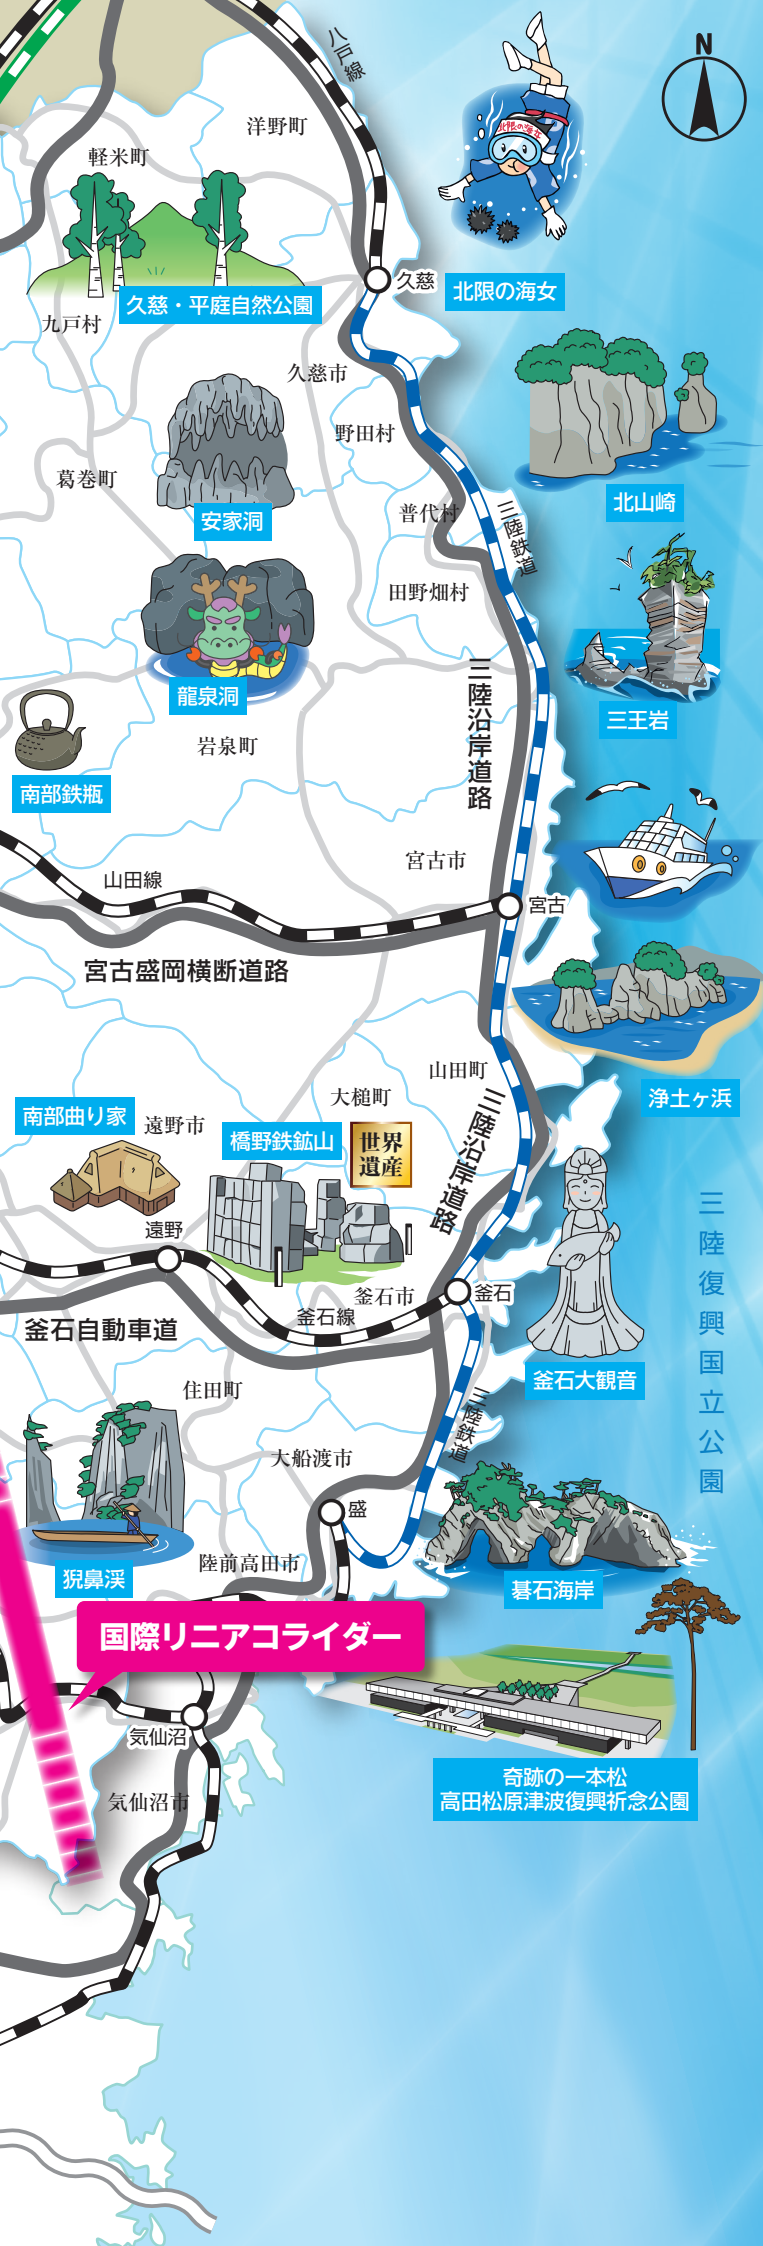 N
八戸線
北限の海女
洋野町
軽米町
久慈
北限の海女
久慈・平庭自然公園
九戸村
久慈市
野田村
葛巻町
北山崎
安家洞
普代村
三陸鉄道
田野畑村
三陸沿岸道路
龍泉洞
三王岩
岩泉町
南部鉄瓶
宮古市
山田線
宮古
宮古盛岡横断道路
山田町
浄土ヶ浜
大槌町
南部曲り家
遠野市
橋野鉄鉱山
世界
遺産
三陸沿岸道路
三陸復興国立公園
遠野
釜石市
釜石
釜石線
釜石自動車道
釜石大観音
住田町
三陸鉄道
大船渡市
盛
陸前高田市
猊鼻渓
碁石海岸
国際リニアコライダー
気仙沼
奇跡の一本松
高田松原津波復興祈念公園
気仙沼市